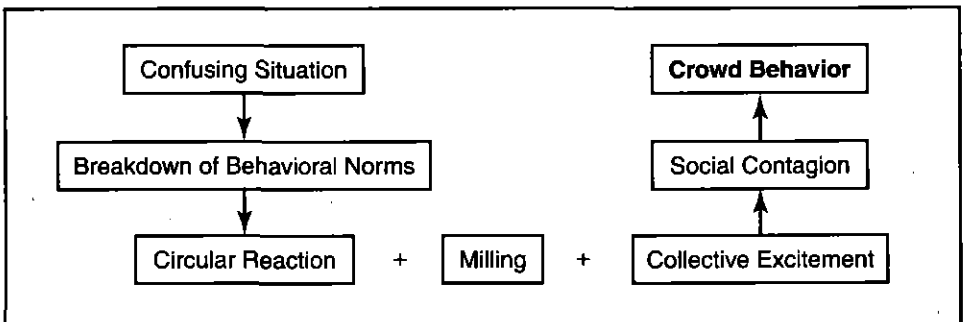 Confusing Situation
Crowd Behavior
Breakdown of Behavioral Norms
Social Contagion
Circular Reaction + Milling + Collective Excitement